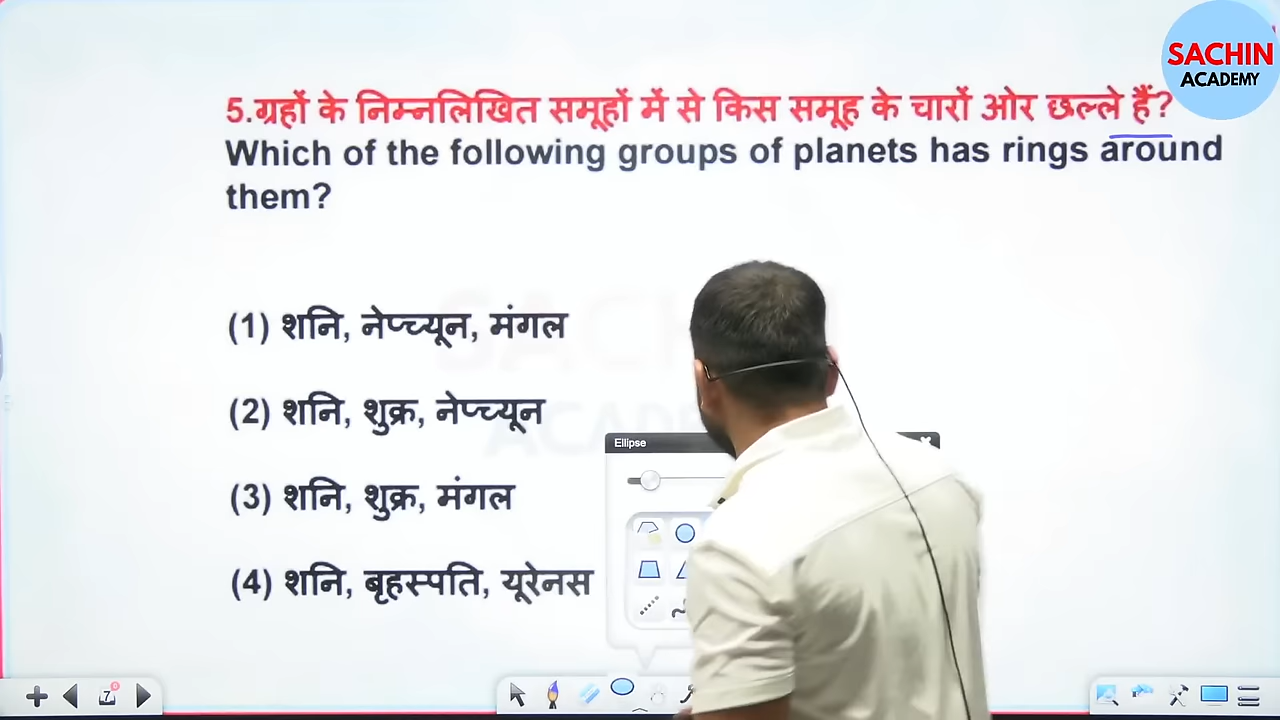 SACHIN
ACADEMY
5.ग्रहों के निम्नलिखित समूहों में से किस समूह के चारों ओर छल्ले हैं?
Which of the following groups of planets has rings around
them?
(1) शनि, नेप्च्यून, मंगल
(2) शनि, शुक्र, नेप्च्यून
Ellipse
(3) शनि, शुक्र, मंगल
(4) शनि, बृहस्पति, यूरेनस
7